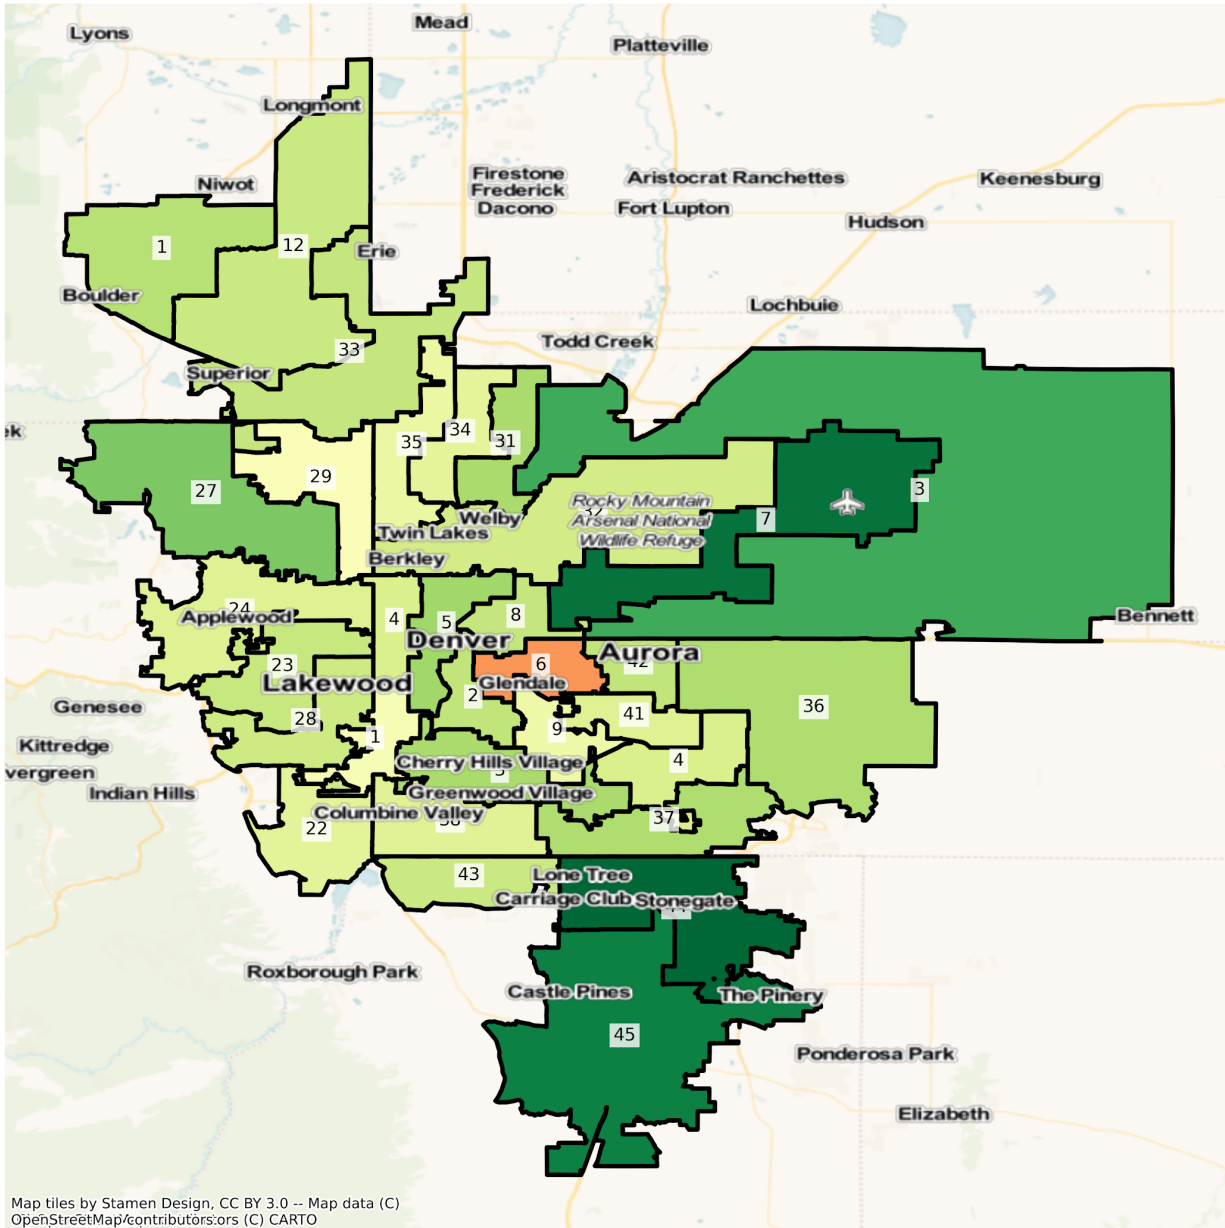 Mead
Lyons
Platteville
Longmont
Firestone
Frederick
Dacono
Aristocrat Ranchettes
Keenesburg
Niwot
Fort Lupton
Hudson
1
12
Erie
Boulder
Lochbuie
Todd Creek
33
Superior
34
31
35
29
27
3
Rocky Mountain
Arsenal National
Wildlife Refuge
7
Welby
Twin Lakes
Berkley
24
Applewood
4
5
8
Bennett
Denver
Aurora
42
6
23
Lakewood
Glendale
2
Genesee
28
41
36
9
1
Kittredge
4
Cherry Hills Village
vergreen
Indian Hills
Greenwood Village
Columbine Valley
22
37
43
Lone Tree
Carriage Club
Stonegate
Roxborough Park
Castle Pines
The Pinery
45
Ponderosa Park
Elizabeth
Map tiles by Stamen Design, CC BY 3.0 -- Map data (C)
(C) CARTO